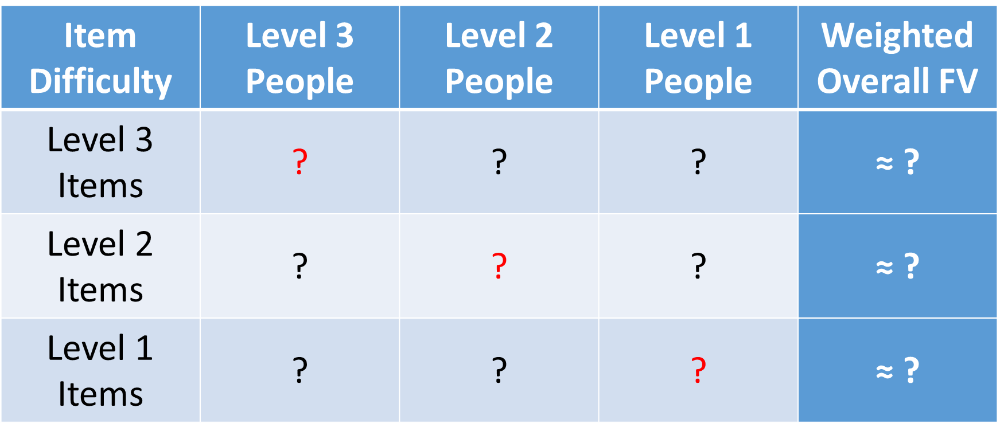 Item Difficulty
Level 3 People
Level 2 People
Level 1 People
Weighted Overall FV
Level 3 Items
?
?
?
≈ ?
Level 2 Items
?
?
?
≈ ?
Level 1 Items
?
?
?
≈ ?